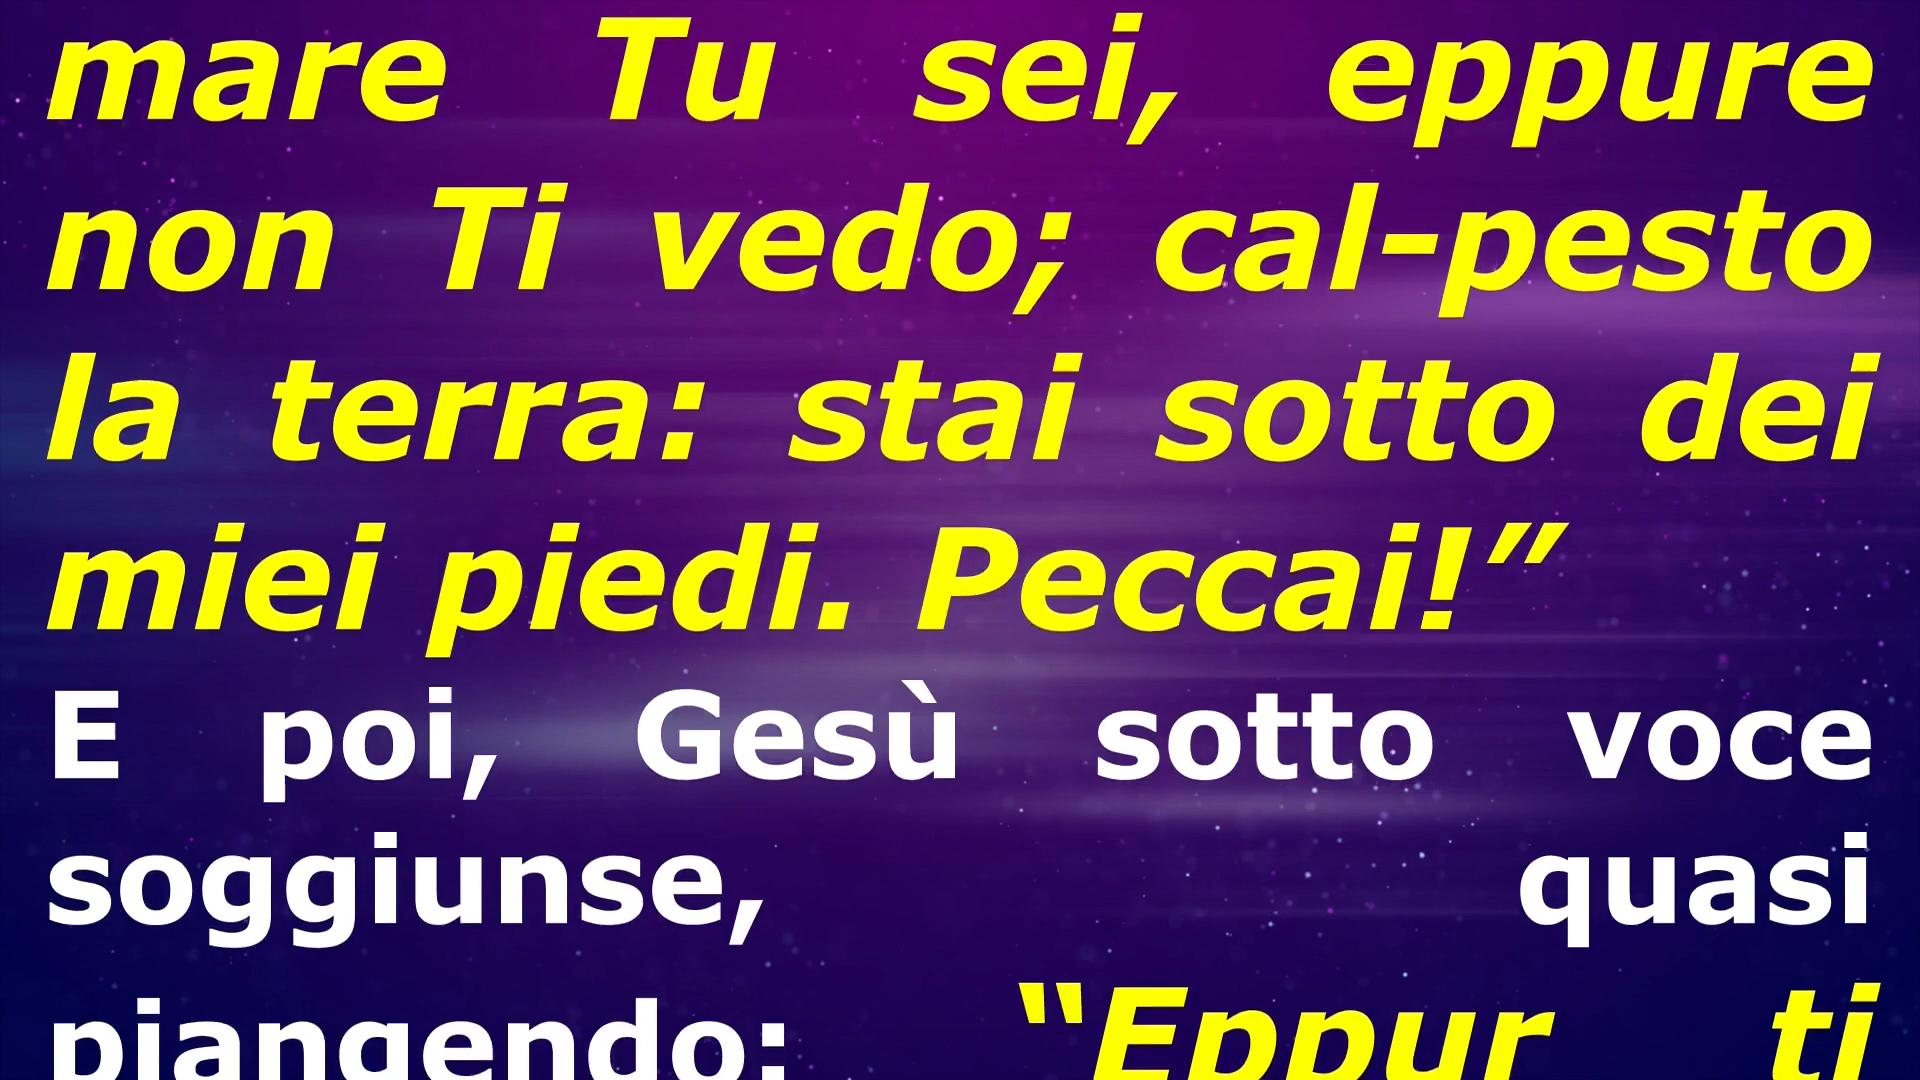 mare Tu sei, eppure
non Ti vedo; cal-pesto
la terra: stai sotto dei
miei piedi. Peccai!”
E poi, Gesù sotto voce
soggiunse, quasi
piangendo: “Eppur ti